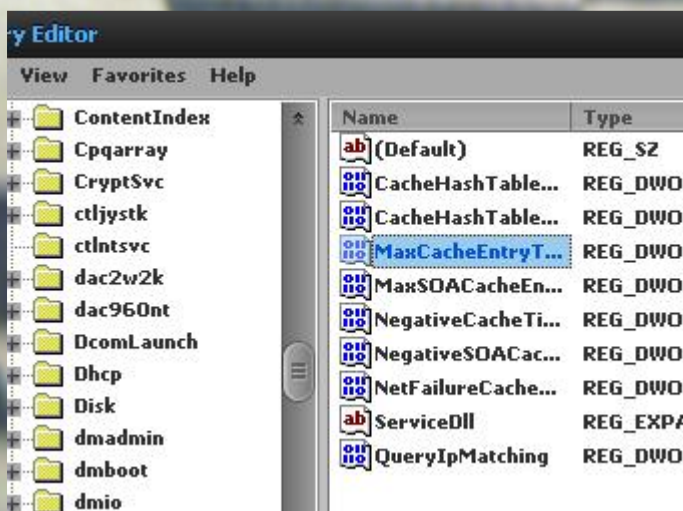 ry Editor
View Favorites Help
ContentIndex
Cpqarray
CryptSvc
ctljystk
ctlntsvc
dac2w2k
dac960nt
DcomLaunch
Dhcp
Disk
dmadmin
dmboot
dmio
Name Type
(Default) REG_SZ
CacheHashTable... REG_DWO
CacheHashTable... REG_DWO
MaxCacheEntryT... REG_DWO
MaxSOACacheEn... REG_DWO
NegativeCacheTi... REG_DWO
NegativeSOACac... REG_DWO
NetFailureCache... REG_DWO
ServiceDll REG_EXPA
QueryIpMatching REG_DWO